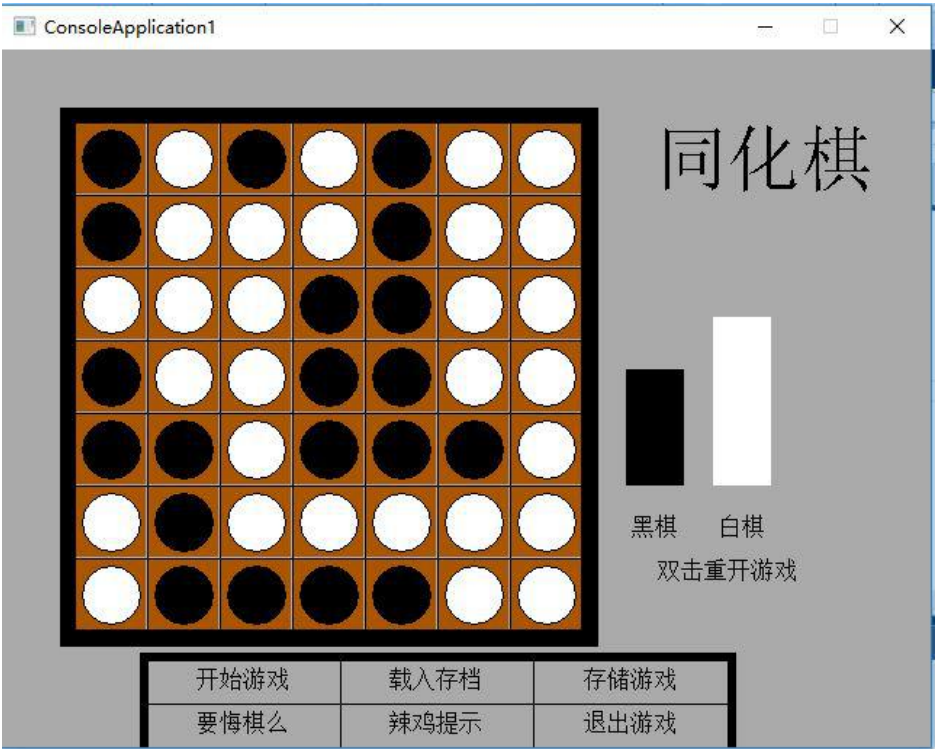 ConsoleApplication1
同化棋
黑棋 白棋
双击重开游戏
开始游戏 载入存档 存储游戏
要悔棋么 辣鸡提示 退出游戏